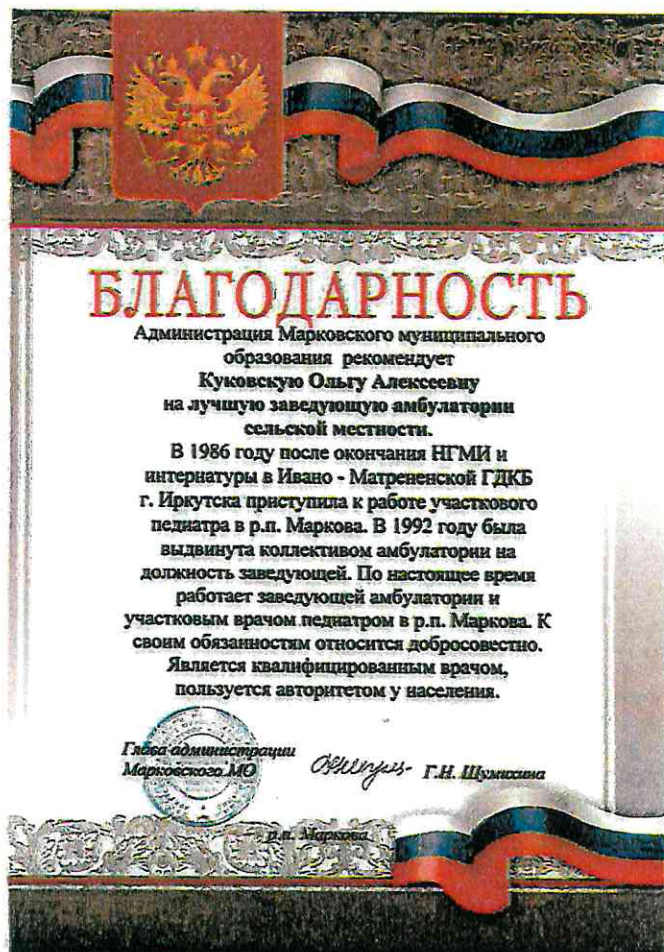 БЛАГОДАРНОСТЬ
Администрация Марковского муниципального
образования рекомендует
Куковскую Ольгу Алексеевну
на лучшую заведующую амбулатории
сельской местности.
В 1986 году после окончания НГМИ и
интернатуры в Ивано - Матрененской ГДКБ
г. Иркутска приступила к работе участкового
педиатра в р.п. Маркова. В 1992 году была
выдвинута коллективом амбулатории на
должность заведующей. По настоящее время
работает заведующей амбулатории и
участковым врачом педиатром в р.п. Маркова. К
своим обязанностям относится добросовестно.
Является квалифицированным врачом,
пользуется авторитетом у населения.
Глава администрации
Марковского МО Г.Н. Шумихина
р.п. Маркова